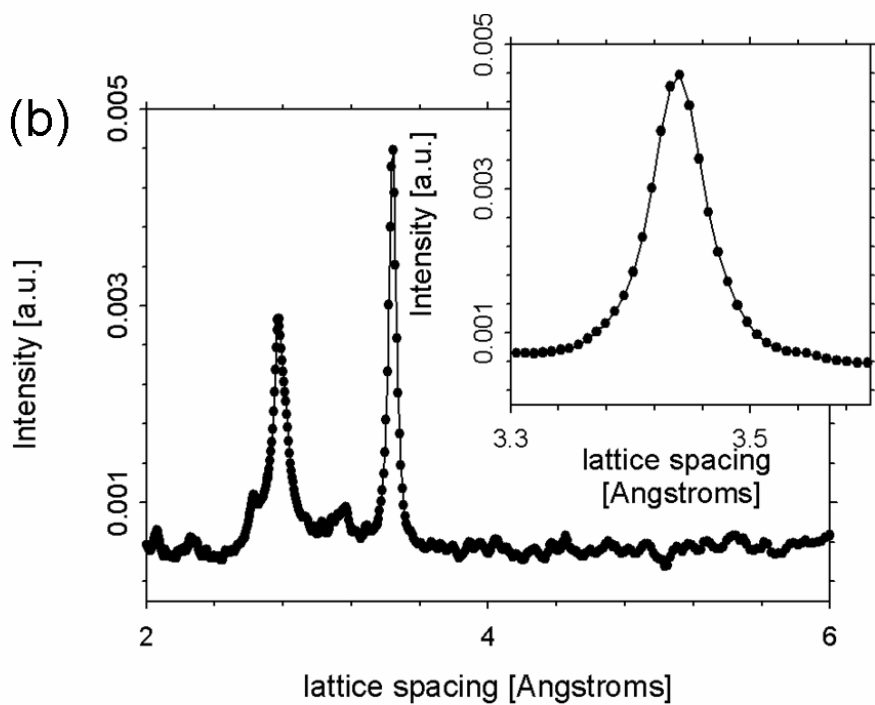 (b)
Intensity [a.u.]
0.005
0.003
0.001
2
4
6
lattice spacing [Angstroms]
Intensity [a.u.]
0.005
0.003
0.001
3.3
3.5
lattice spacing
[Angstroms]